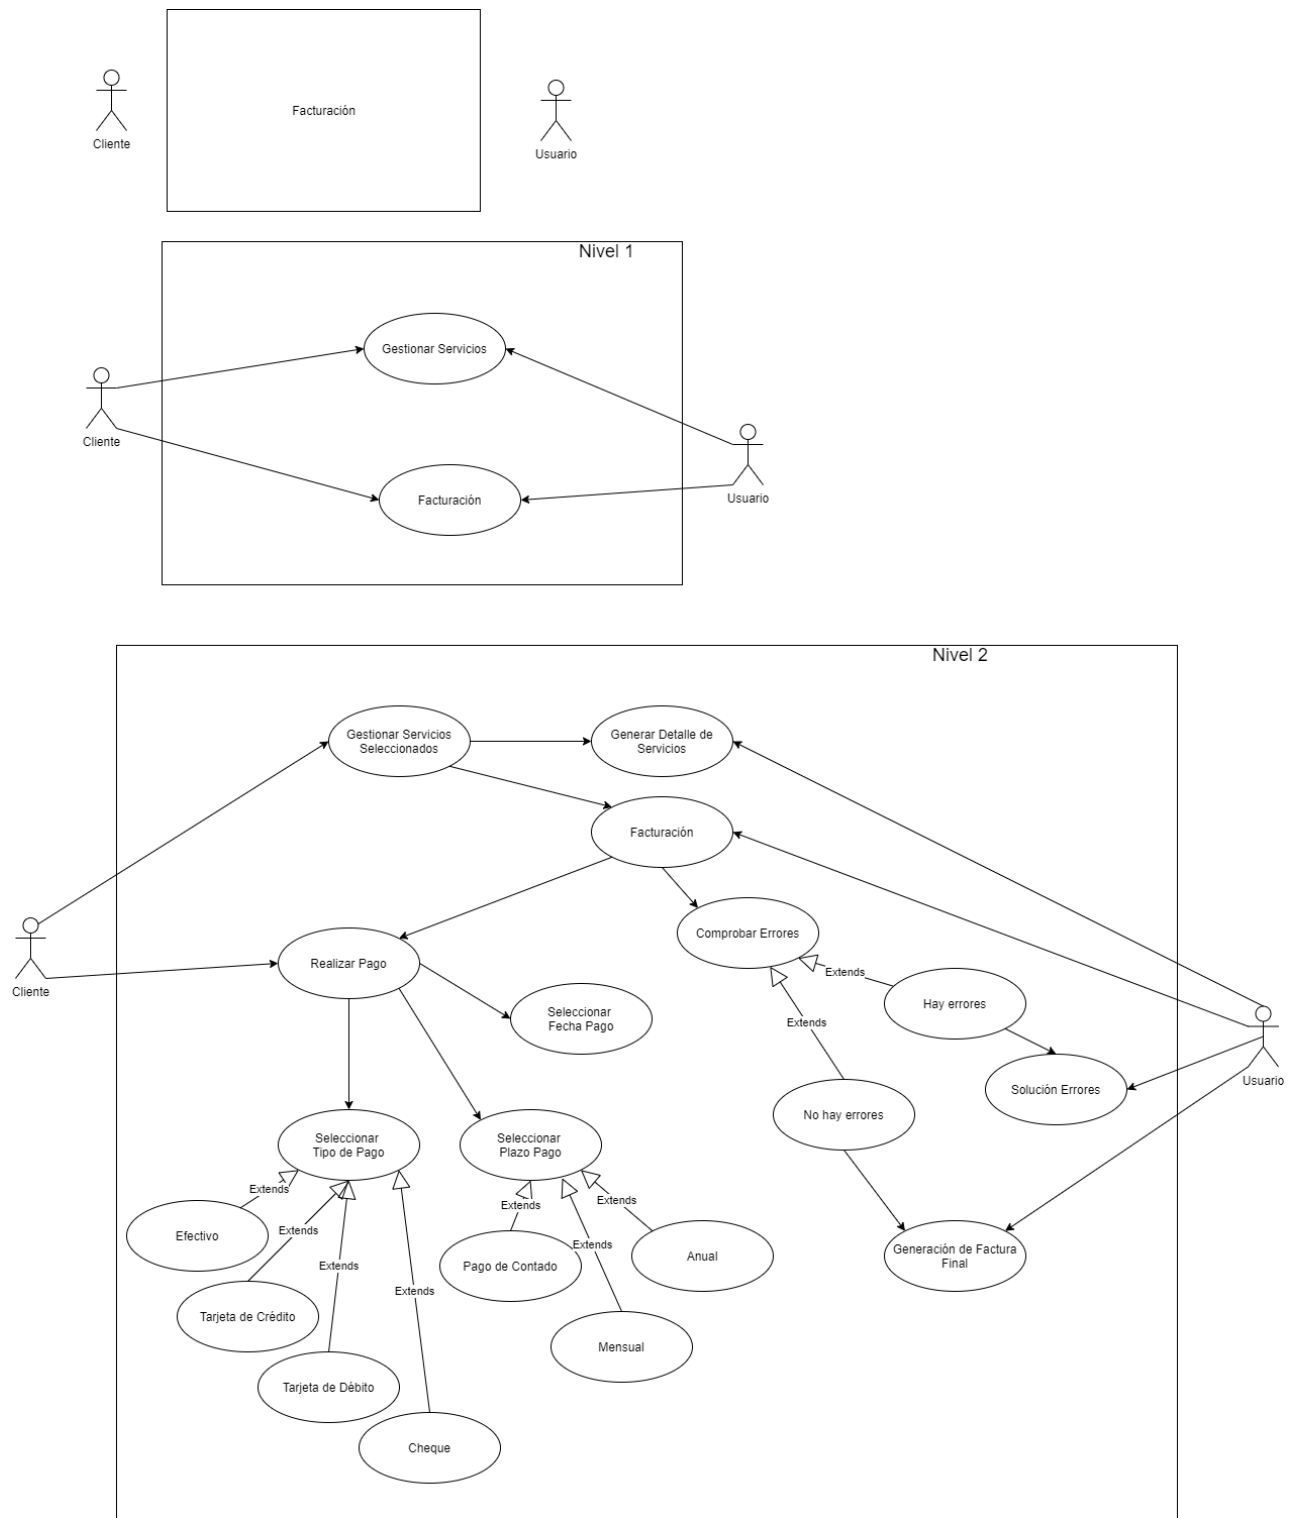 Facturación
Cliente
Usuario
Nivel 1
Gestionar Servicios
Cliente
Facturación
Usuario
Nivel 2
Gestionar Servicios
Seleccionados
Generar Detalle de
Servicios
Facturación
Comprobar Errores
Realizar Pago
Extends
Cliente
Hay errores
Seleccionar
Fecha Pago
Extends
Usuario
Solución Errores
No hay errores
Seleccionar
Tipo de Pago
Seleccionar
Plazo Pago
Extends
Extends
Extends
Efectivo
Extends
Extends
Generación de Factura
Final
Anual
Extends
Pago de Contado
Extends
Tarjeta de Crédito
Mensual
Tarjeta de Débito
Cheque